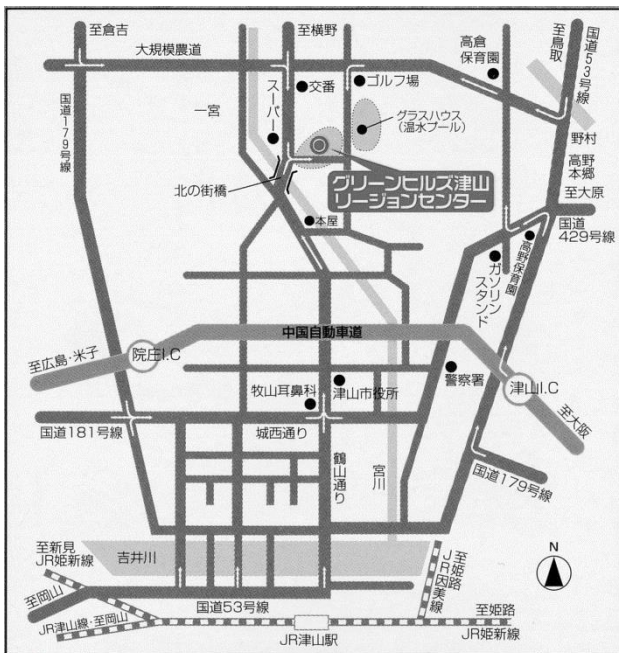 至倉吉
至横野
至鳥取
国道53号線
大規模農道
高倉
保育園
交番
ゴルフ場
スーパー
一宮
国道179号線
グラスハウス
(温水プール)
野村
高野
本郷
北の街橋
グリーンヒルズ津山
リージョンセンター
至大原
国道
429号線
本屋
高野保育園
ガソリン
スタンド
中国自動車道
至広島・米子
院庄I.C
牧山耳鼻科
津山市役所
警察署
津山I.C
至大阪
国道181号線
城西通り
鶴山通り
宮川
国道179号線
至新見
JR姫新線
吉井川
至姫路
JR因美線
N
至岡山
国道53号線
JR津山線・至岡山
JR津山駅
至姫路
JR姫新線